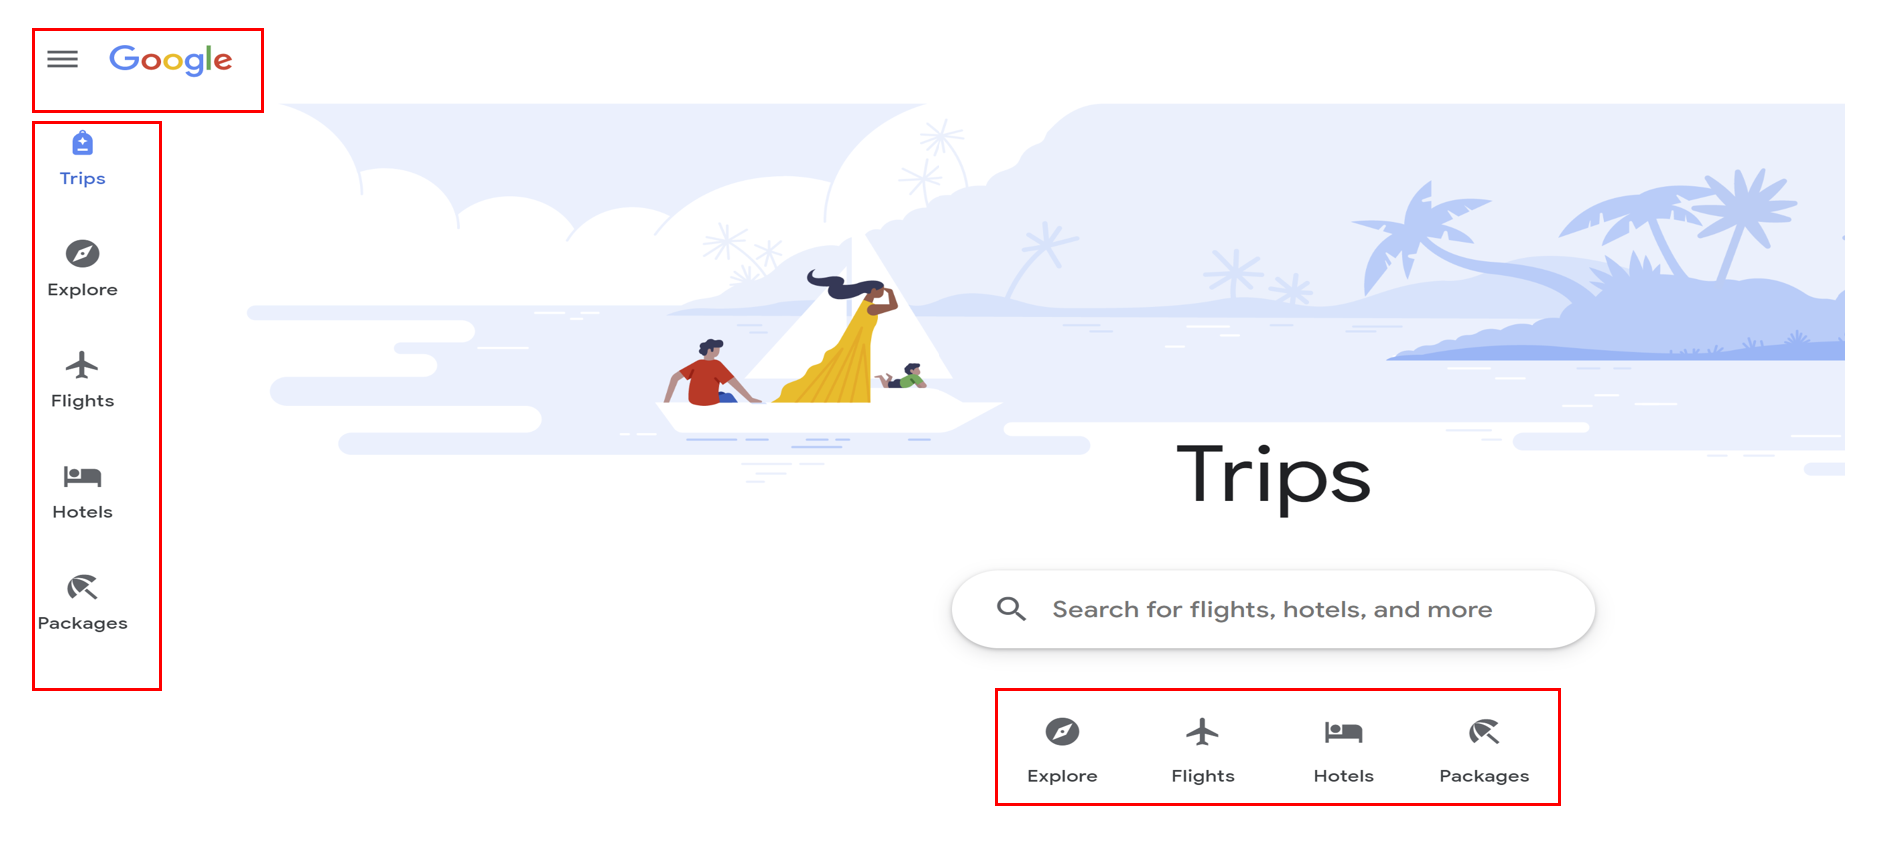 Google
Trips
Explore
Flights
Hotels
Packages
Trips
Search for flights, hotels, and more
Explore Flights Hotels Packages